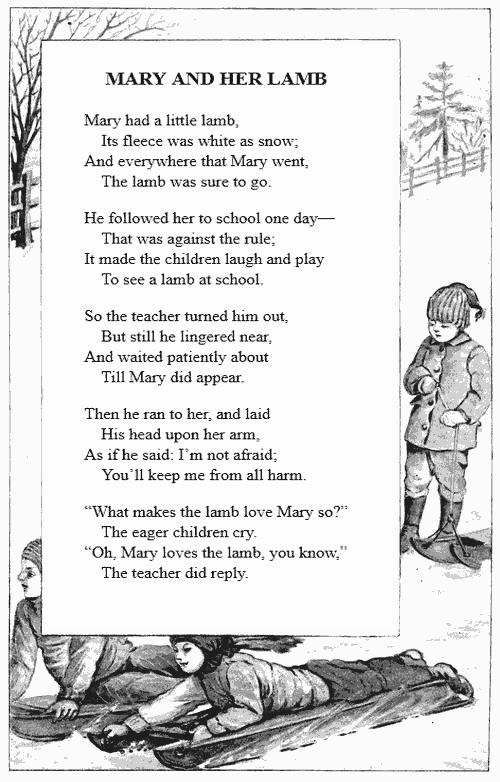 MARY AND HER LAMB
Mary had a little lamb,
Its fleece was white as snow;
And everywhere that Mary went,
The lamb was sure to go.
He followed her to school one day—
That was against the rule;
It made the children laugh and play
To see a lamb at school.
So the teacher turned him out,
But still he lingered near,
And waited patiently about
Till Mary did appear.
Then he ran to her, and laid
His head upon her arm,
As if he said: I’m not afraid;
You’ll keep me from all harm.
“What makes the lamb love Mary so?”
The eager children cry.
“Oh, Mary loves the lamb, you know,”
The teacher did reply.